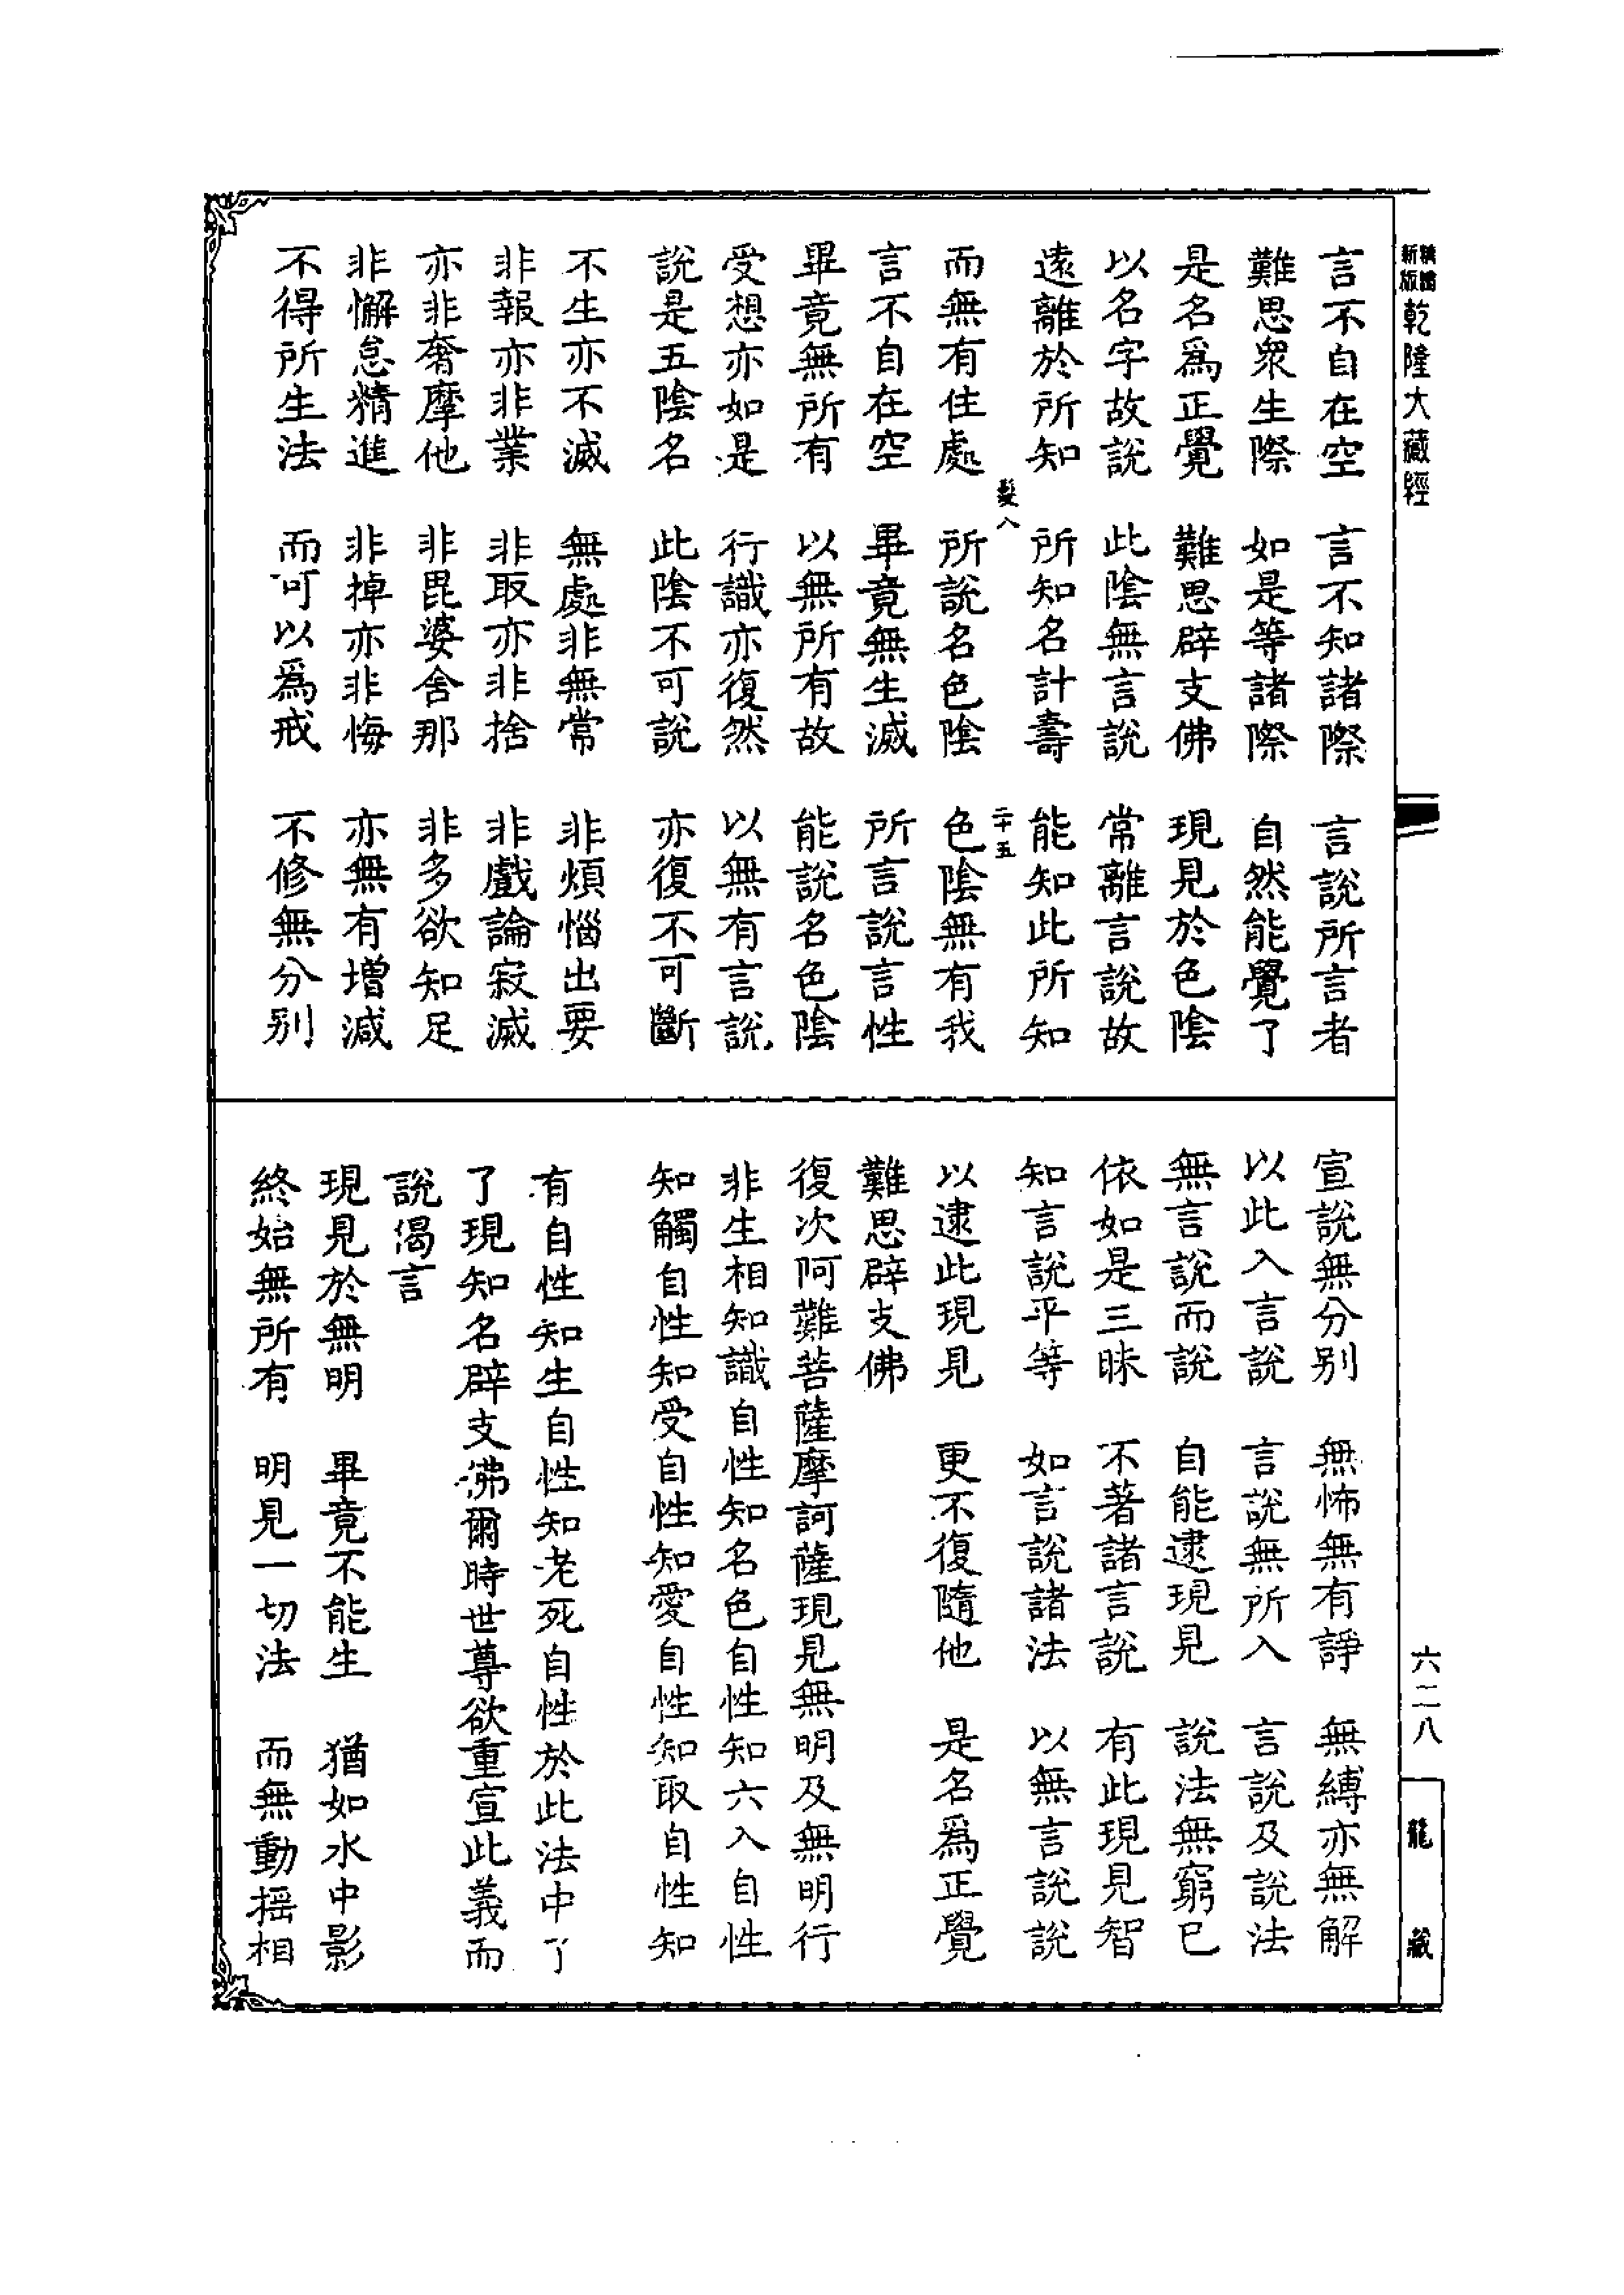 新版 精縮 乾隆大藏經
言不自在空　言不知諸際　言說所言者
難思衆生際　如是等諸際　自然能覺了
是名爲正覺　難思辟支佛　現見於色陰
以名字故說　此陰無言說　常離言說故
遠離於所知　所知名計壽　能知此所知
髮八　二十五
而無有住處　所說名色陰　色陰無有我
言不自在空　畢竟無生滅　所言說言性
畢竟無所有　以無所有故　能說名色陰
受想亦如是　行識亦復然　以無有言說
說是五陰名　此陰不可說　亦復不可斷
不生亦不滅　無處非無常　非煩惱出要
非報亦非業　非取亦非捨　非戲論寂滅
亦非奢摩他　非毘婆舍那　非多欲知足
非懈怠精進　非掉亦非悔　亦無有增減
不得所生法　而可以爲戒　不修無分別
宣說無分別　無怖無有諍　無縛亦無解
以此入言說　言說無所入　言說及說法
無言說而說　自能逮現見　說法無窮已
依如是三昧　不著諸言說　有此現見智
知言說平等　如言說諸法　以無言說說
以逮此現見　更不復隨他　是名爲正覺
難思辟支佛
復次阿難菩薩摩訶薩現見無明及無明行
非生相知識自性知名色自性知六入自性
知觸自性知受自性知愛自性知取自性知
有自性知生自性知老死自性於此法中了
了現知名辟支佛爾時世尊欲重宣此義而
說偈言
現見於無明　畢竟不能生　猶如水中影
終始無所有　明見一切法　而無動搖相
六二八
龍藏